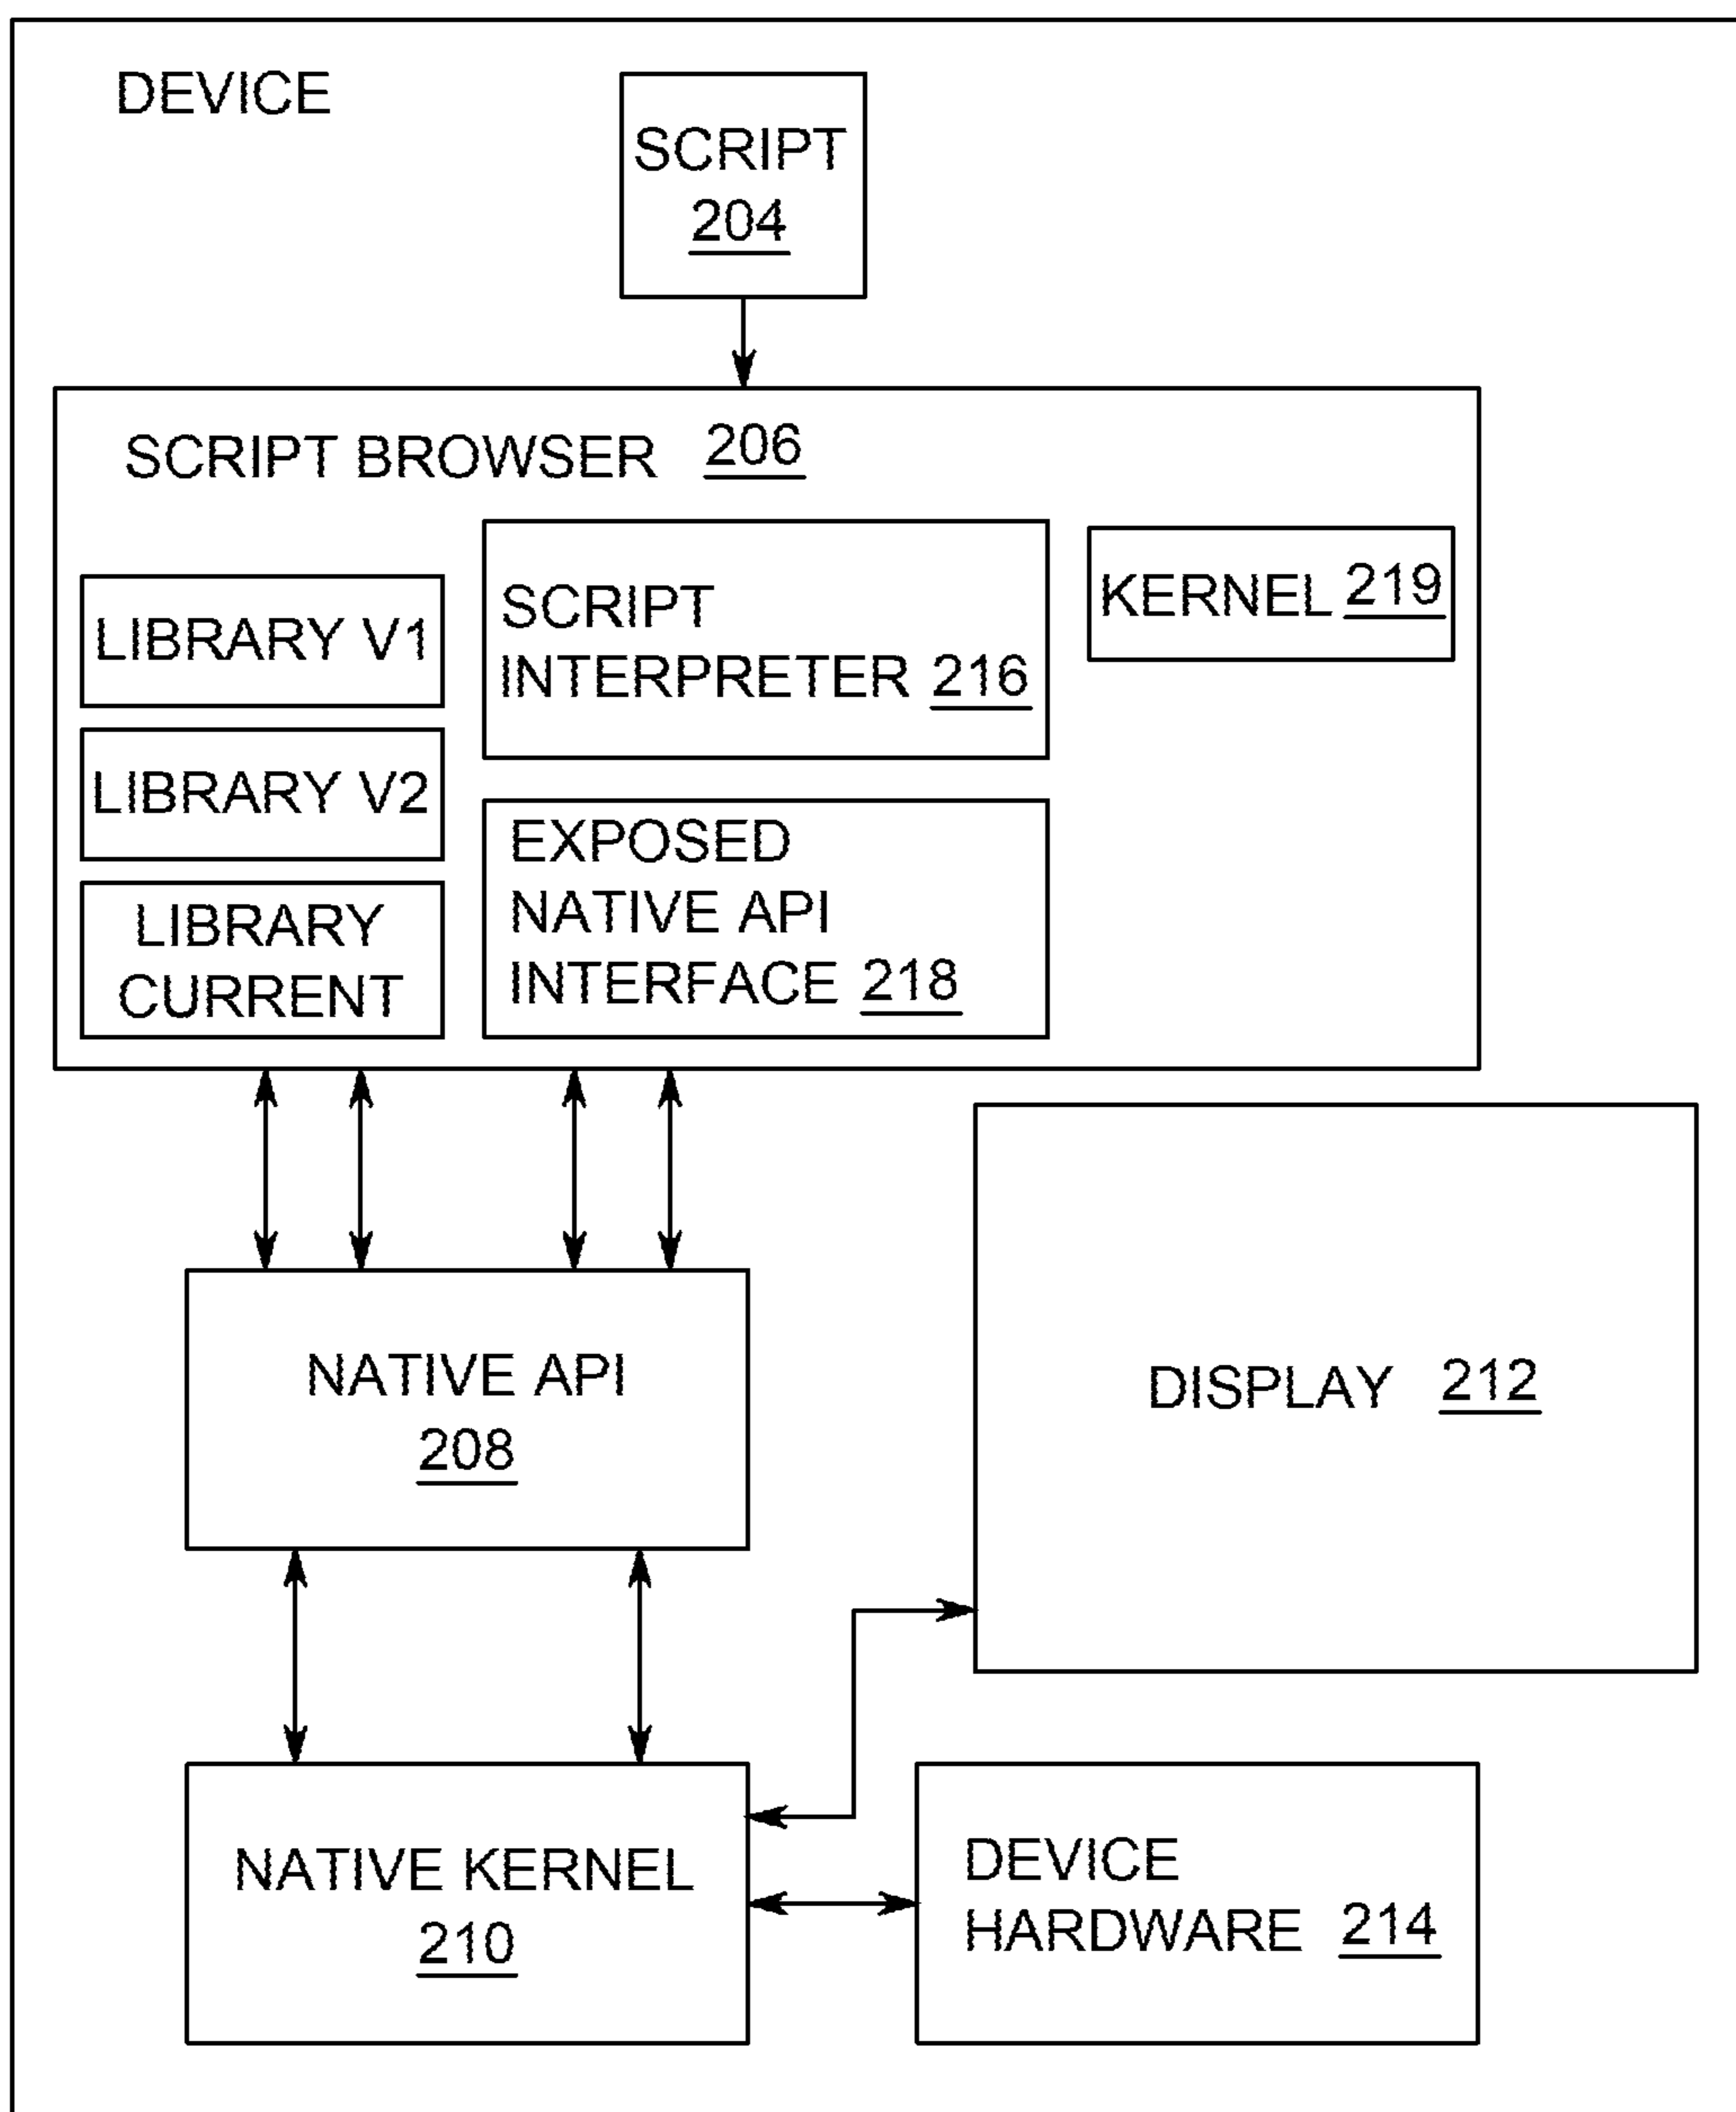 DEVICE
SCRIPT
204
SCRIPT BROWSER 206
LIBRARY V1
LIBRARY V2
LIBRARY
CURRENT
SCRIPT
INTERPRETER 216
EXPOSED
NATIVE API
INTERFACE 218
KERNEL 219
NATIVE API
208
DISPLAY 212
NATIVE KERNEL
210
DEVICE
HARDWARE 214